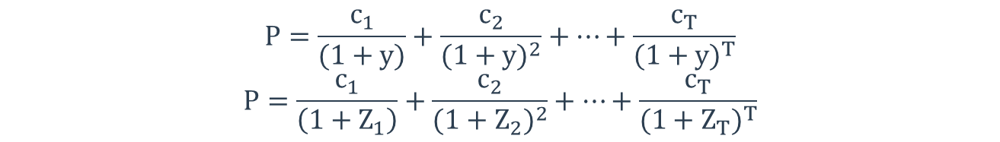 P = c₁/(1 + y) + c₂/(1 + y)² + ⋯ + c_T/(1 + y)^T
P = c₁/(1 + Z₁) + c₂/(1 + Z₂)² + ⋯ + c_T/(1 + Z_T)^T